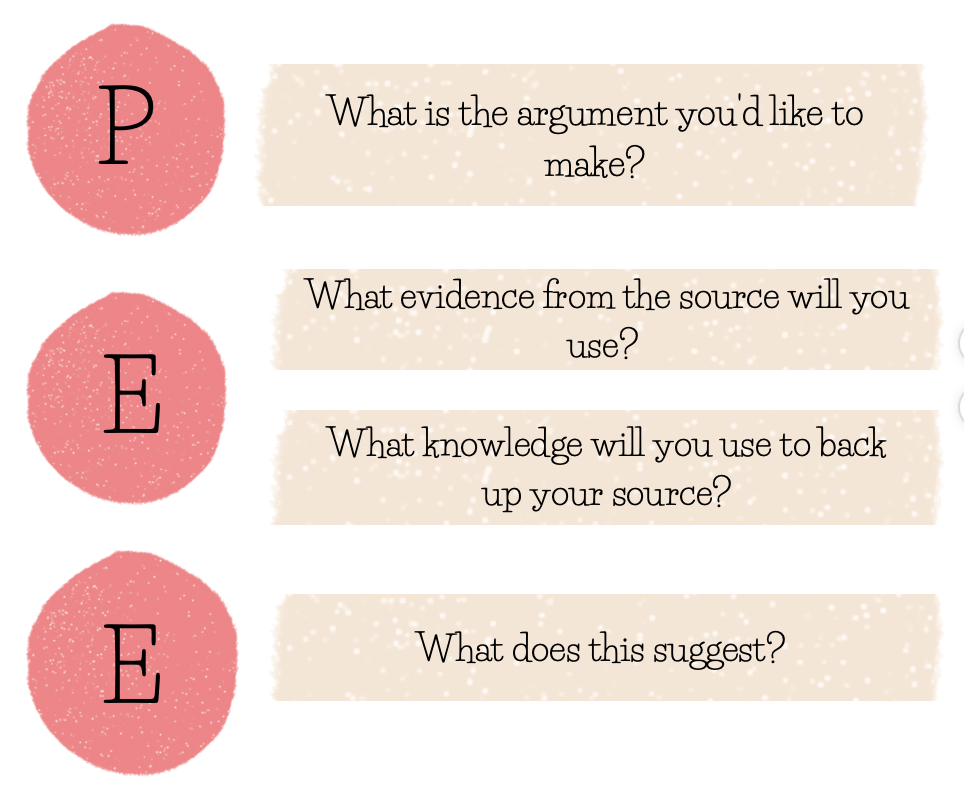 P
What is the argument you'd like to
make?
E
What evidence from the source will you
use?
What knowledge will you use to back
up your source?
E
What does this suggest?